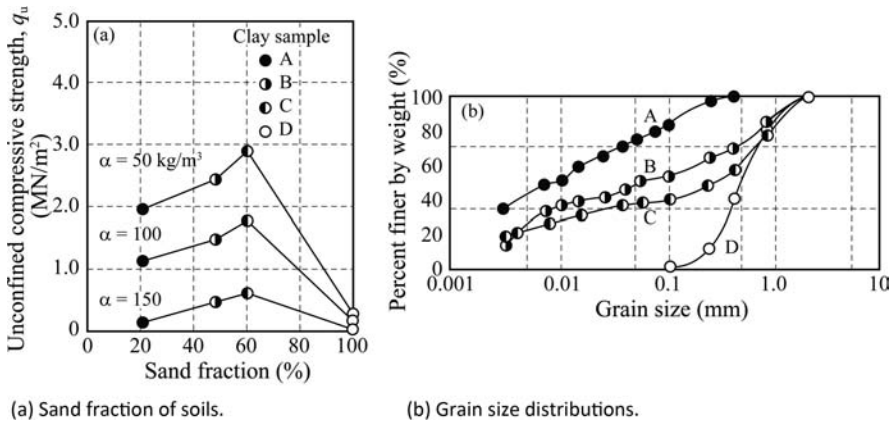 Unconfined compressive strength, qu
(MN/m²)
5.0
4.0
3.0
2.0
1.0
0
(a)
Clay sample
A
B
C
D
α = 50 kg/m³
α = 100
α = 150
0 20 40 60 80 100
Sand fraction (%)
Percent finer by weight (%)
100
80
60
40
20
0
(b)
A
B
C
D
0.001 0.01 0.1 1.0 10
Grain size (mm)
(a) Sand fraction of soils.
(b) Grain size distributions.